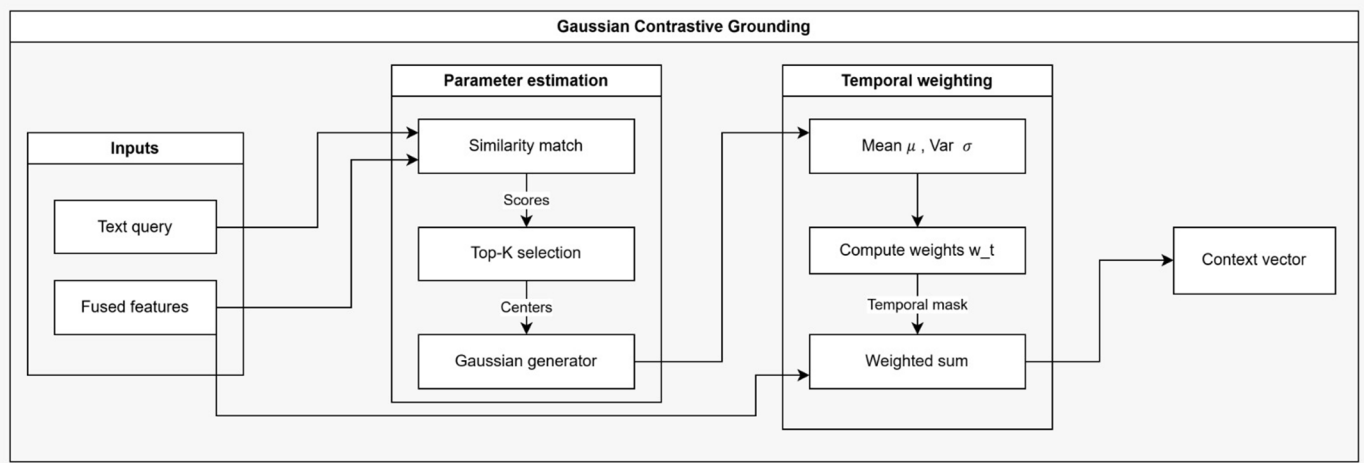 Gaussian Contrastive Grounding
Inputs
Text query
Fused features
Parameter estimation
Similarity match
Scores
Top-K selection
Centers
Gaussian generator
Temporal weighting
Mean μ , Var σ
Compute weights w_t
Temporal mask
Weighted sum
Context vector